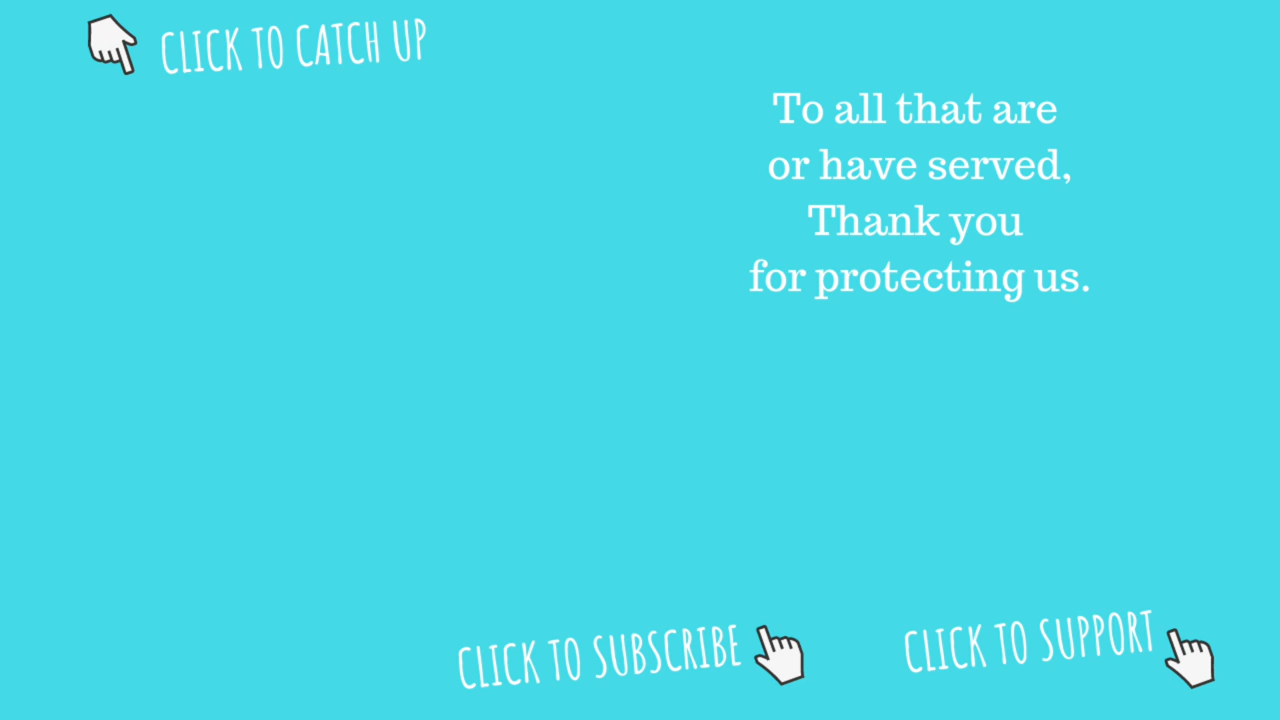 CLICK TO CATCH UP
To all that are
or have served,
Thank you
for protecting us.
CLICK TO SUBSCRIBE
CLICK TO SUPPORT